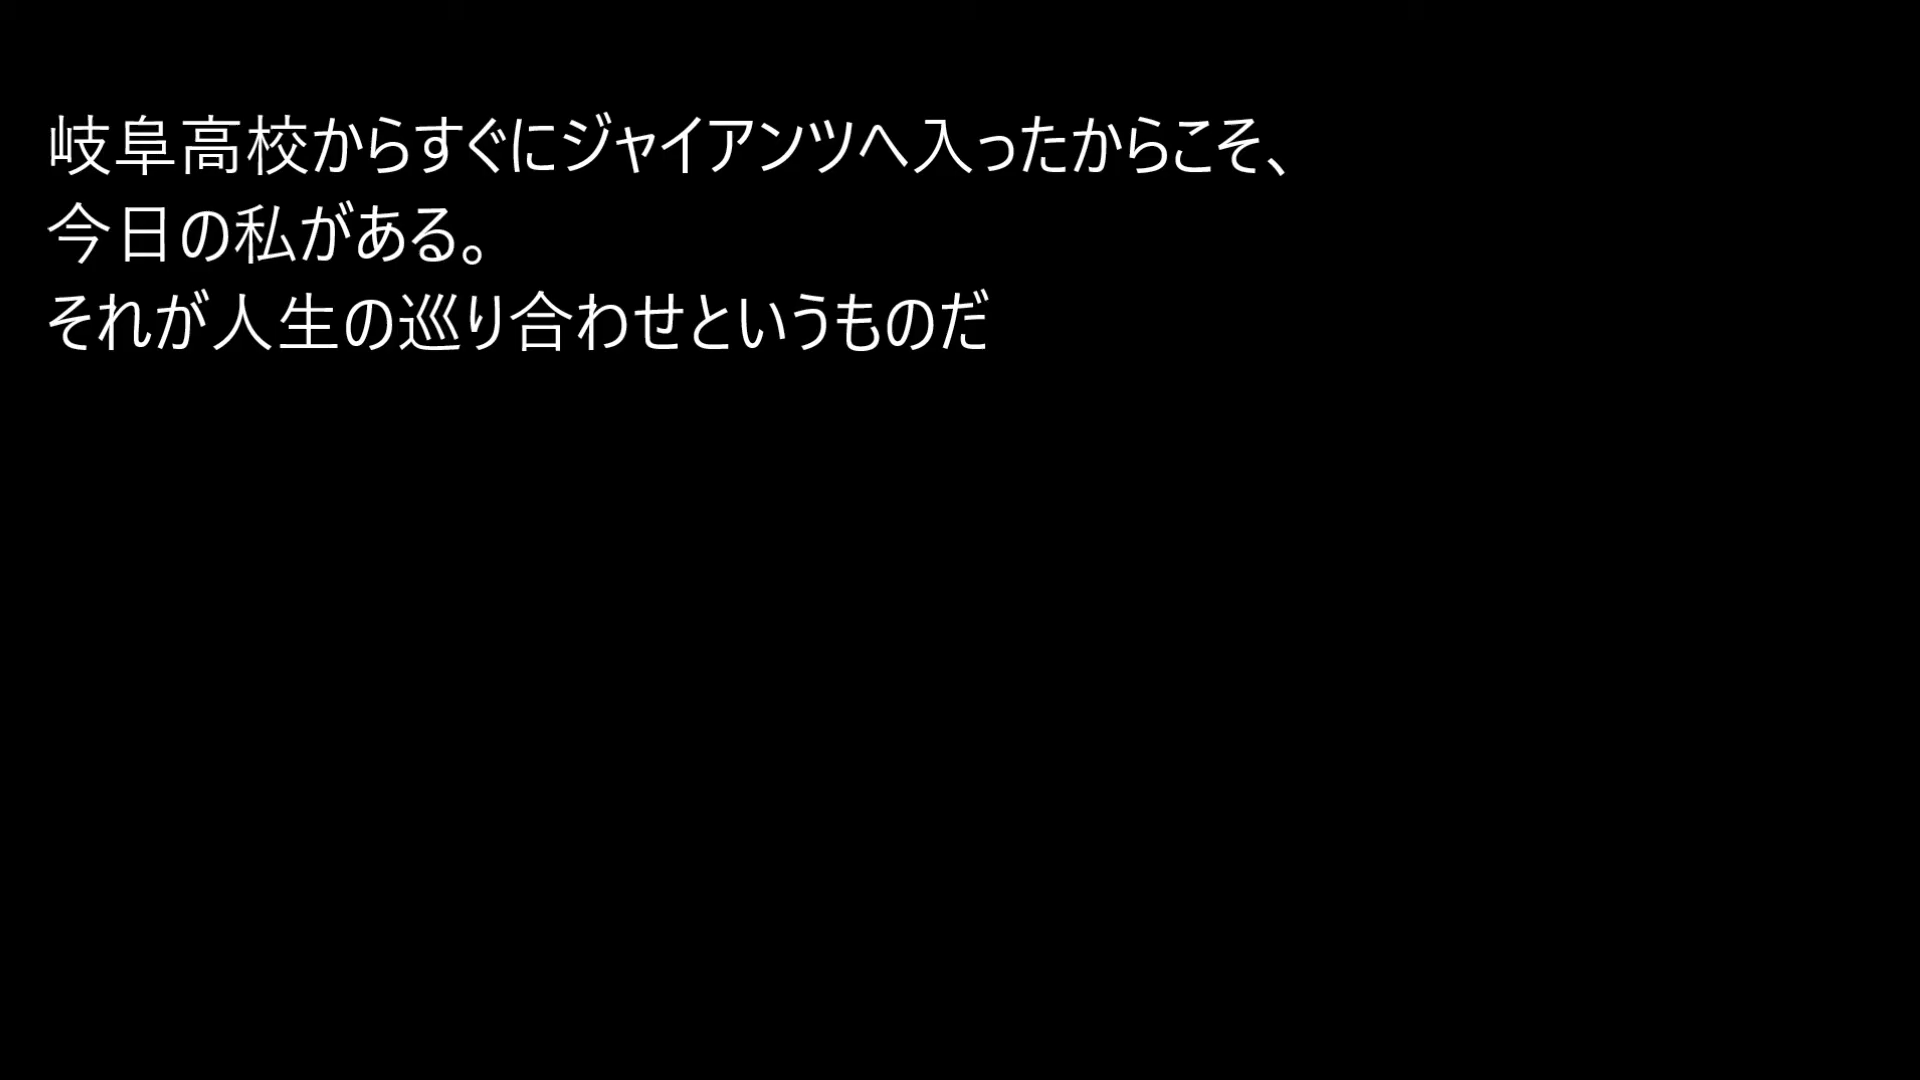 岐阜高校からすぐにジャイアンツへ入ったからこそ、
今日の私がある。
それが人生の巡り合わせというものだ